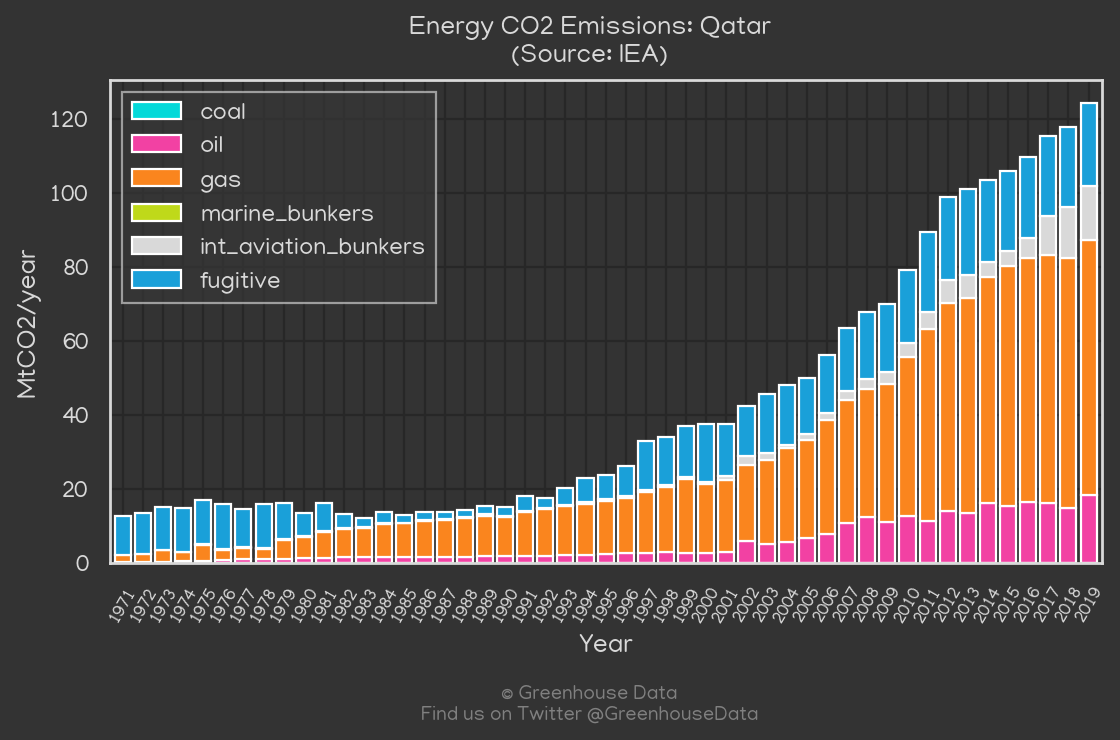 Energy CO2 Emissions: Qatar
(Source: IEA)
coal
oil
gas
marine_bunkers
int_aviation_bunkers
fugitive
MtCO2/year
120
100
80
60
40
20
0
1971 1972 1973 1974 1975 1976 1977 1978 1979 1980 1981 1982 1983 1984 1985 1986 1987 1988 1989 1990 1991 1992 1993 1994 1995 1996 1997 1998 1999 2000 2001 2002 2003 2004 2005 2006 2007 2008 2009 2010 2011 2012 2013 2014 2015 2016 2017 2018 2019
Year
© Greenhouse Data
Find us on Twitter @GreenhouseData